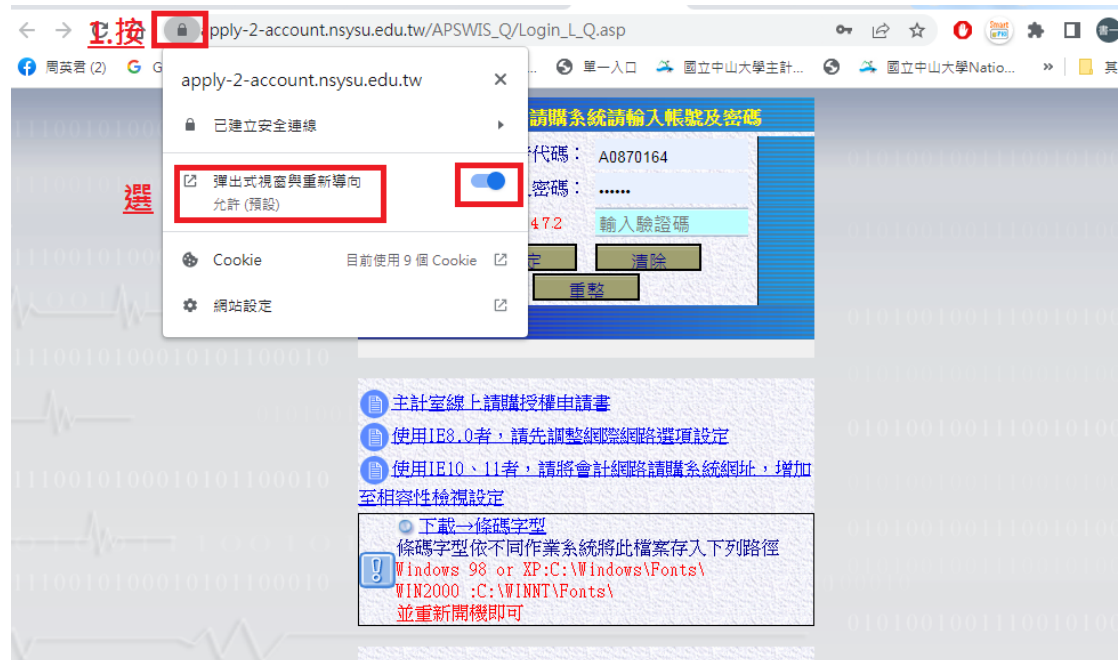 1.按
apply-2-account.nsysu.edu.tw/APSWIS_Q/Login_L_Q.asp
周英君 (2) G G ... 單一入口 國立中山大學主計... 國立中山大學Natio... » 其
apply-2-account.nsysu.edu.tw ×
已建立安全連線
選
彈出式視窗與重新導向
允許 (預設)
Cookie 目前使用 9 個 Cookie
網站設定
請購系統請輸入帳號及密碼
代碼： A0870164
密碼： ••••••
472 輸入驗證碼
定 清除
重整
主計室線上請購授權申請書
使用IE8.0者，請先調整網際網路選項設定
使用IE10、11者，請將會計網路請購系統網址，增加
至相容性檢視設定
下載→條碼字型
條碼字型依不同作業系統將此檔案存入下列路徑
Windows 98 or XP:C:\Windows\Fonts\
WIN2000 :C:\WINNT\Fonts\
並重新開機即可